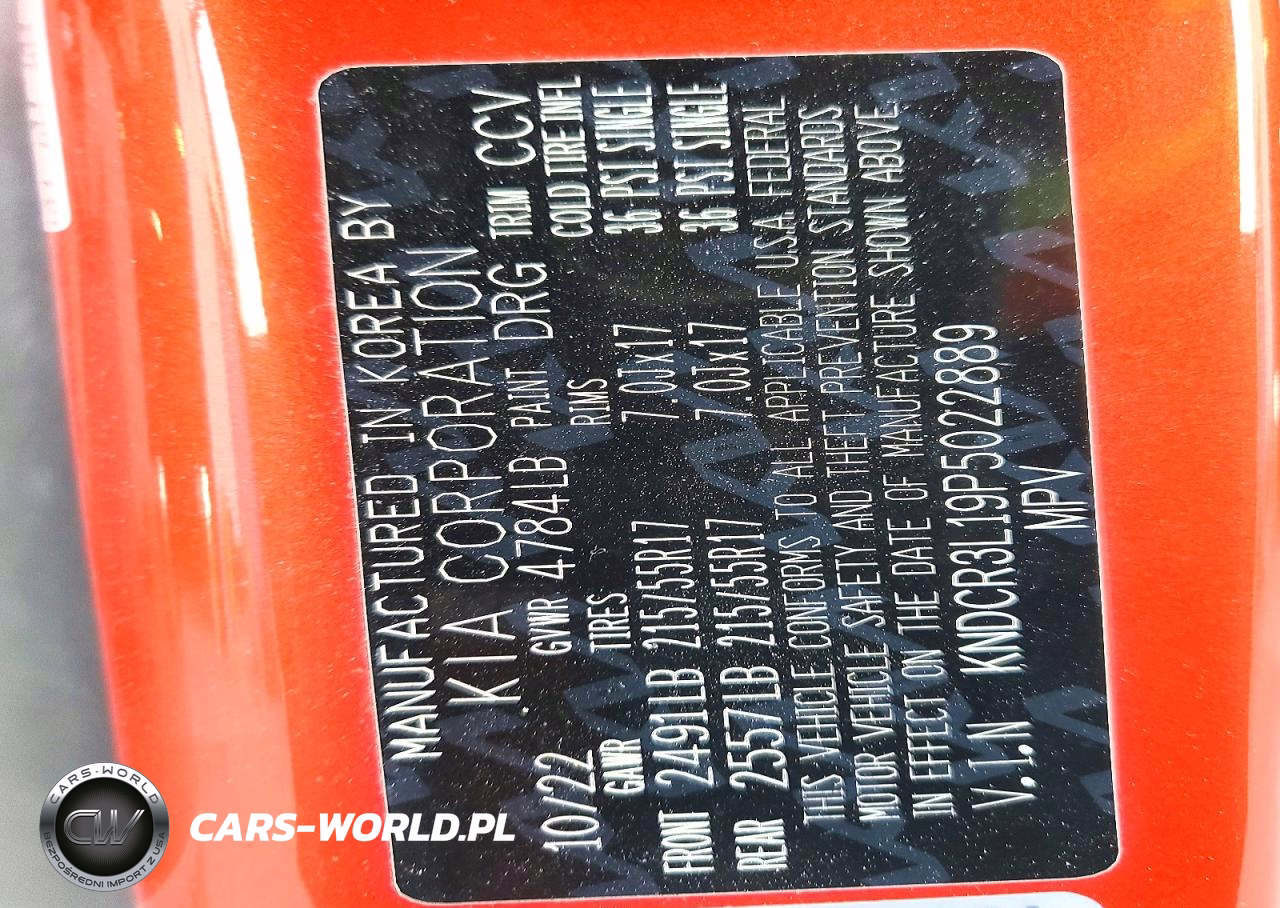 MANUFACTURED IN KOREA BY
KIA CORPORATION
10/22 GVWR 4784LB PAINT DRG TRIM CCV
GAWR TIRES RIMS COLD TIRE INFL
FRONT 2491LB 215/55R17 7.0Jx17 36 PSI SINGLE
REAR 2557LB 215/55R17 7.0Jx17 36 PSI SINGLE
THIS VEHICLE CONFORMS TO ALL APPLICABLE U.S.A. FEDERAL
MOTOR VEHICLE SAFETY AND THEFT PREVENTION STANDARDS
IN EFFECT ON THE DATE OF MANUFACTURE SHOWN ABOVE
V.I.N KNDCR3L19P5022889
MPV
CARS-WORLD
CW
BEZPOŚREDNI IMPORT Z USA
CARS-WORLD.PL